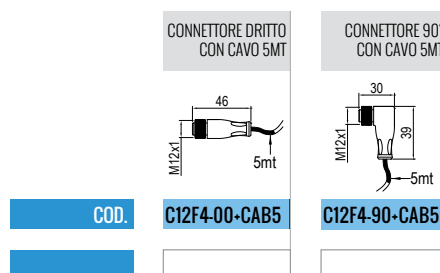 CONNETTORE DRITTO
CON CAVO 5MT
CONNETTORE 90°
CON CAVO 5MT
46
M12x1
5mt
30
M12x1
39
5mt
COD.
C12F4-00+CAB5
C12F4-90+CAB5